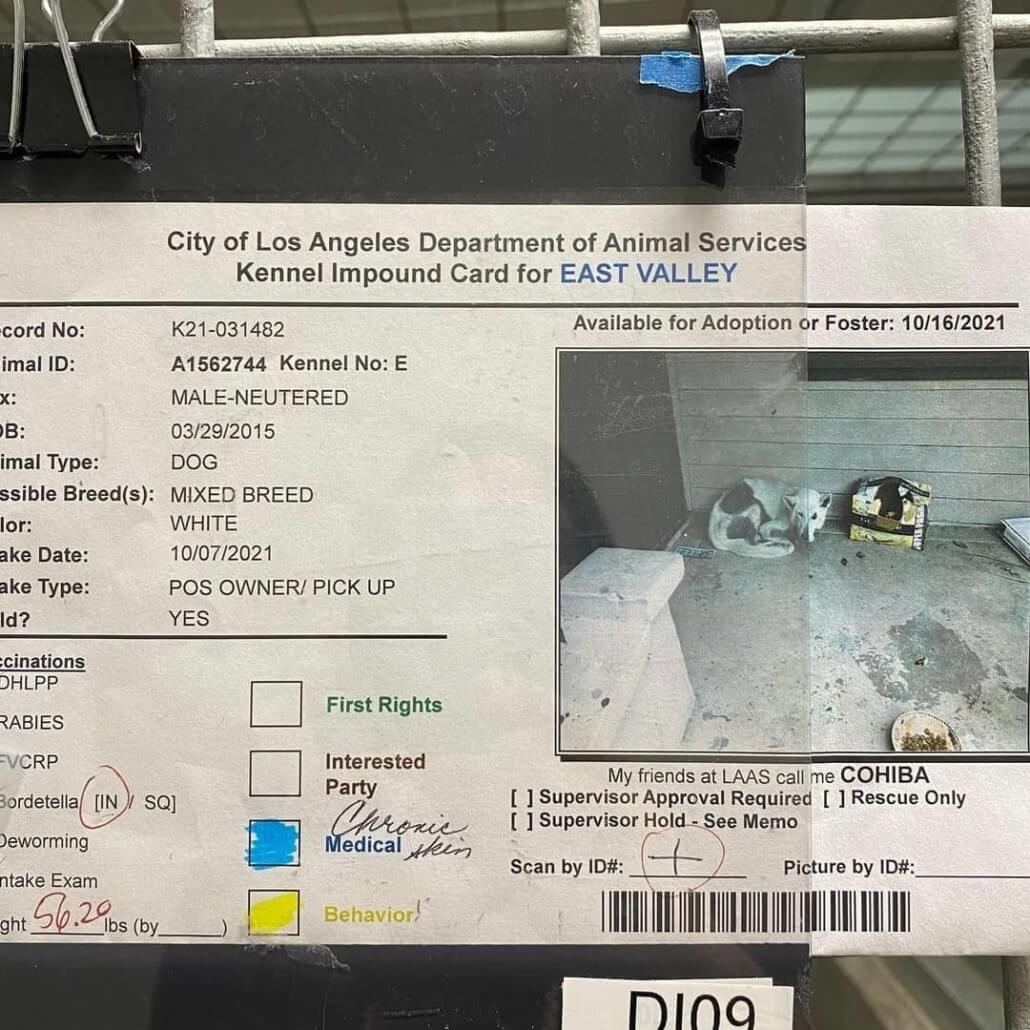 City of Los Angeles Department of Animal Services
Kennel Impound Card for EAST VALLEY
Available for Adoption or Foster: 10/16/2021
cord No: K21-031482
imal ID: A1562744 Kennel No: E
x: MALE-NEUTERED
OB: 03/29/2015
imal Type: DOG
ssible Breed(s): MIXED BREED
lor: WHITE
ake Date: 10/07/2021
ake Type: POS OWNER/ PICK UP
ld? YES
ccinations
DHLPP
RABIES
FVCRP
Bordetella [IN / SQ]
Deworming
ntake Exam
ght 56.20 lbs (by______)
First Rights
Interested
Party
Chronic
Medical skin
Behavior
My friends at LAAS call me COHIBA
[ ] Supervisor Approval Required [ ] Rescue Only
[ ] Supervisor Hold - See Memo
Scan by ID#: + Picture by ID#:
DI09